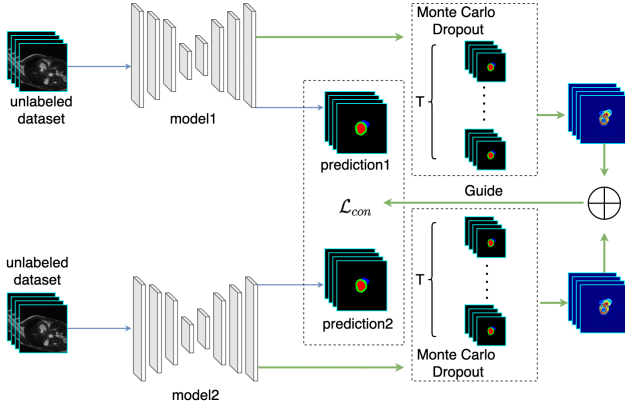 Monte Carlo
Dropout
unlabeled
dataset
T
model1
prediction1
Guide
𝓛con
unlabeled
dataset
T
prediction2
Monte Carlo
Dropout
model2